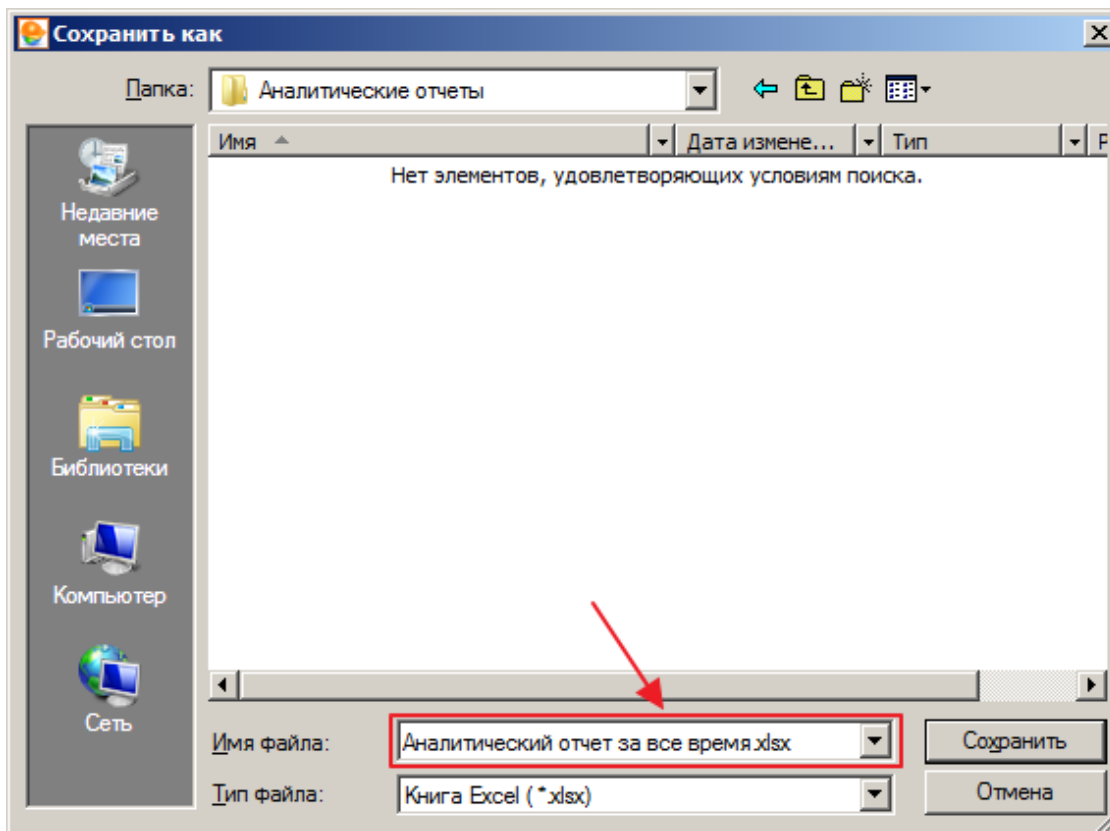 Сохранить как
Папка: Аналитические отчеты
Имя Дата измене... Тип Р
Нет элементов, удовлетворяющих условиям поиска.
Недавние
места
Рабочий стол
Библиотеки
Компьютер
Сеть
Имя файла: Аналитический отчет за все время.xlsx Сохранить
Тип файла: Книга Excel ( *.xlsx) Отмена